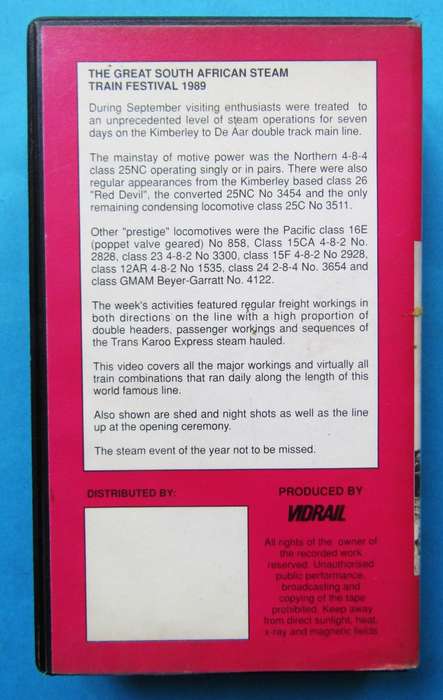 THE GREAT SOUTH AFRICAN STEAM
TRAIN FESTIVAL 1989
During September visiting enthusiasts were treated to
an unprecedented level of steam operations for seven
days on the Kimberley to De Aar double track main line.
The mainstay of motive power was the Northern 4-8-4
class 25NC operating singly or in pairs. There were also
regular appearances from the Kimberley based class 26
"Red Devil", the converted 25NC No 3454 and the only
remaining condensing locomotive class 25C No 3511.
Other "prestige" locomotives were the Pacific class 16E
(poppet valve geared) No 858, Class 15CA 4-8-2 No.
2828, class 23 4-8-2 No 3300, class 15F 4-8-2 No 2928,
class 12AR 4-8-2 No 1535, class 24 2-8-4 No. 3654 and
class GMAM Beyer-Garratt No. 4122.
The week's activities featured regular freight workings in
both directions on the line with a high proportion of
double headers, passenger workings and sequences of
the Trans Karoo Express steam hauled.
This video covers all the major workings and virtually all
train combinations that ran daily along the length of this
world famous line.
Also shown are shed and night shots as well as the line
up at the opening ceremony.
The steam event of the year not to be missed.
DISTRIBUTED BY:
PRODUCED BY
VIDRAIL
All rights of the owner of
the recorded work
reserved. Unauthorised
public performance,
broadcasting and
copying of the tape
prohibited. Keep away
from direct sunlight, heat,
x-ray and magnetic fields